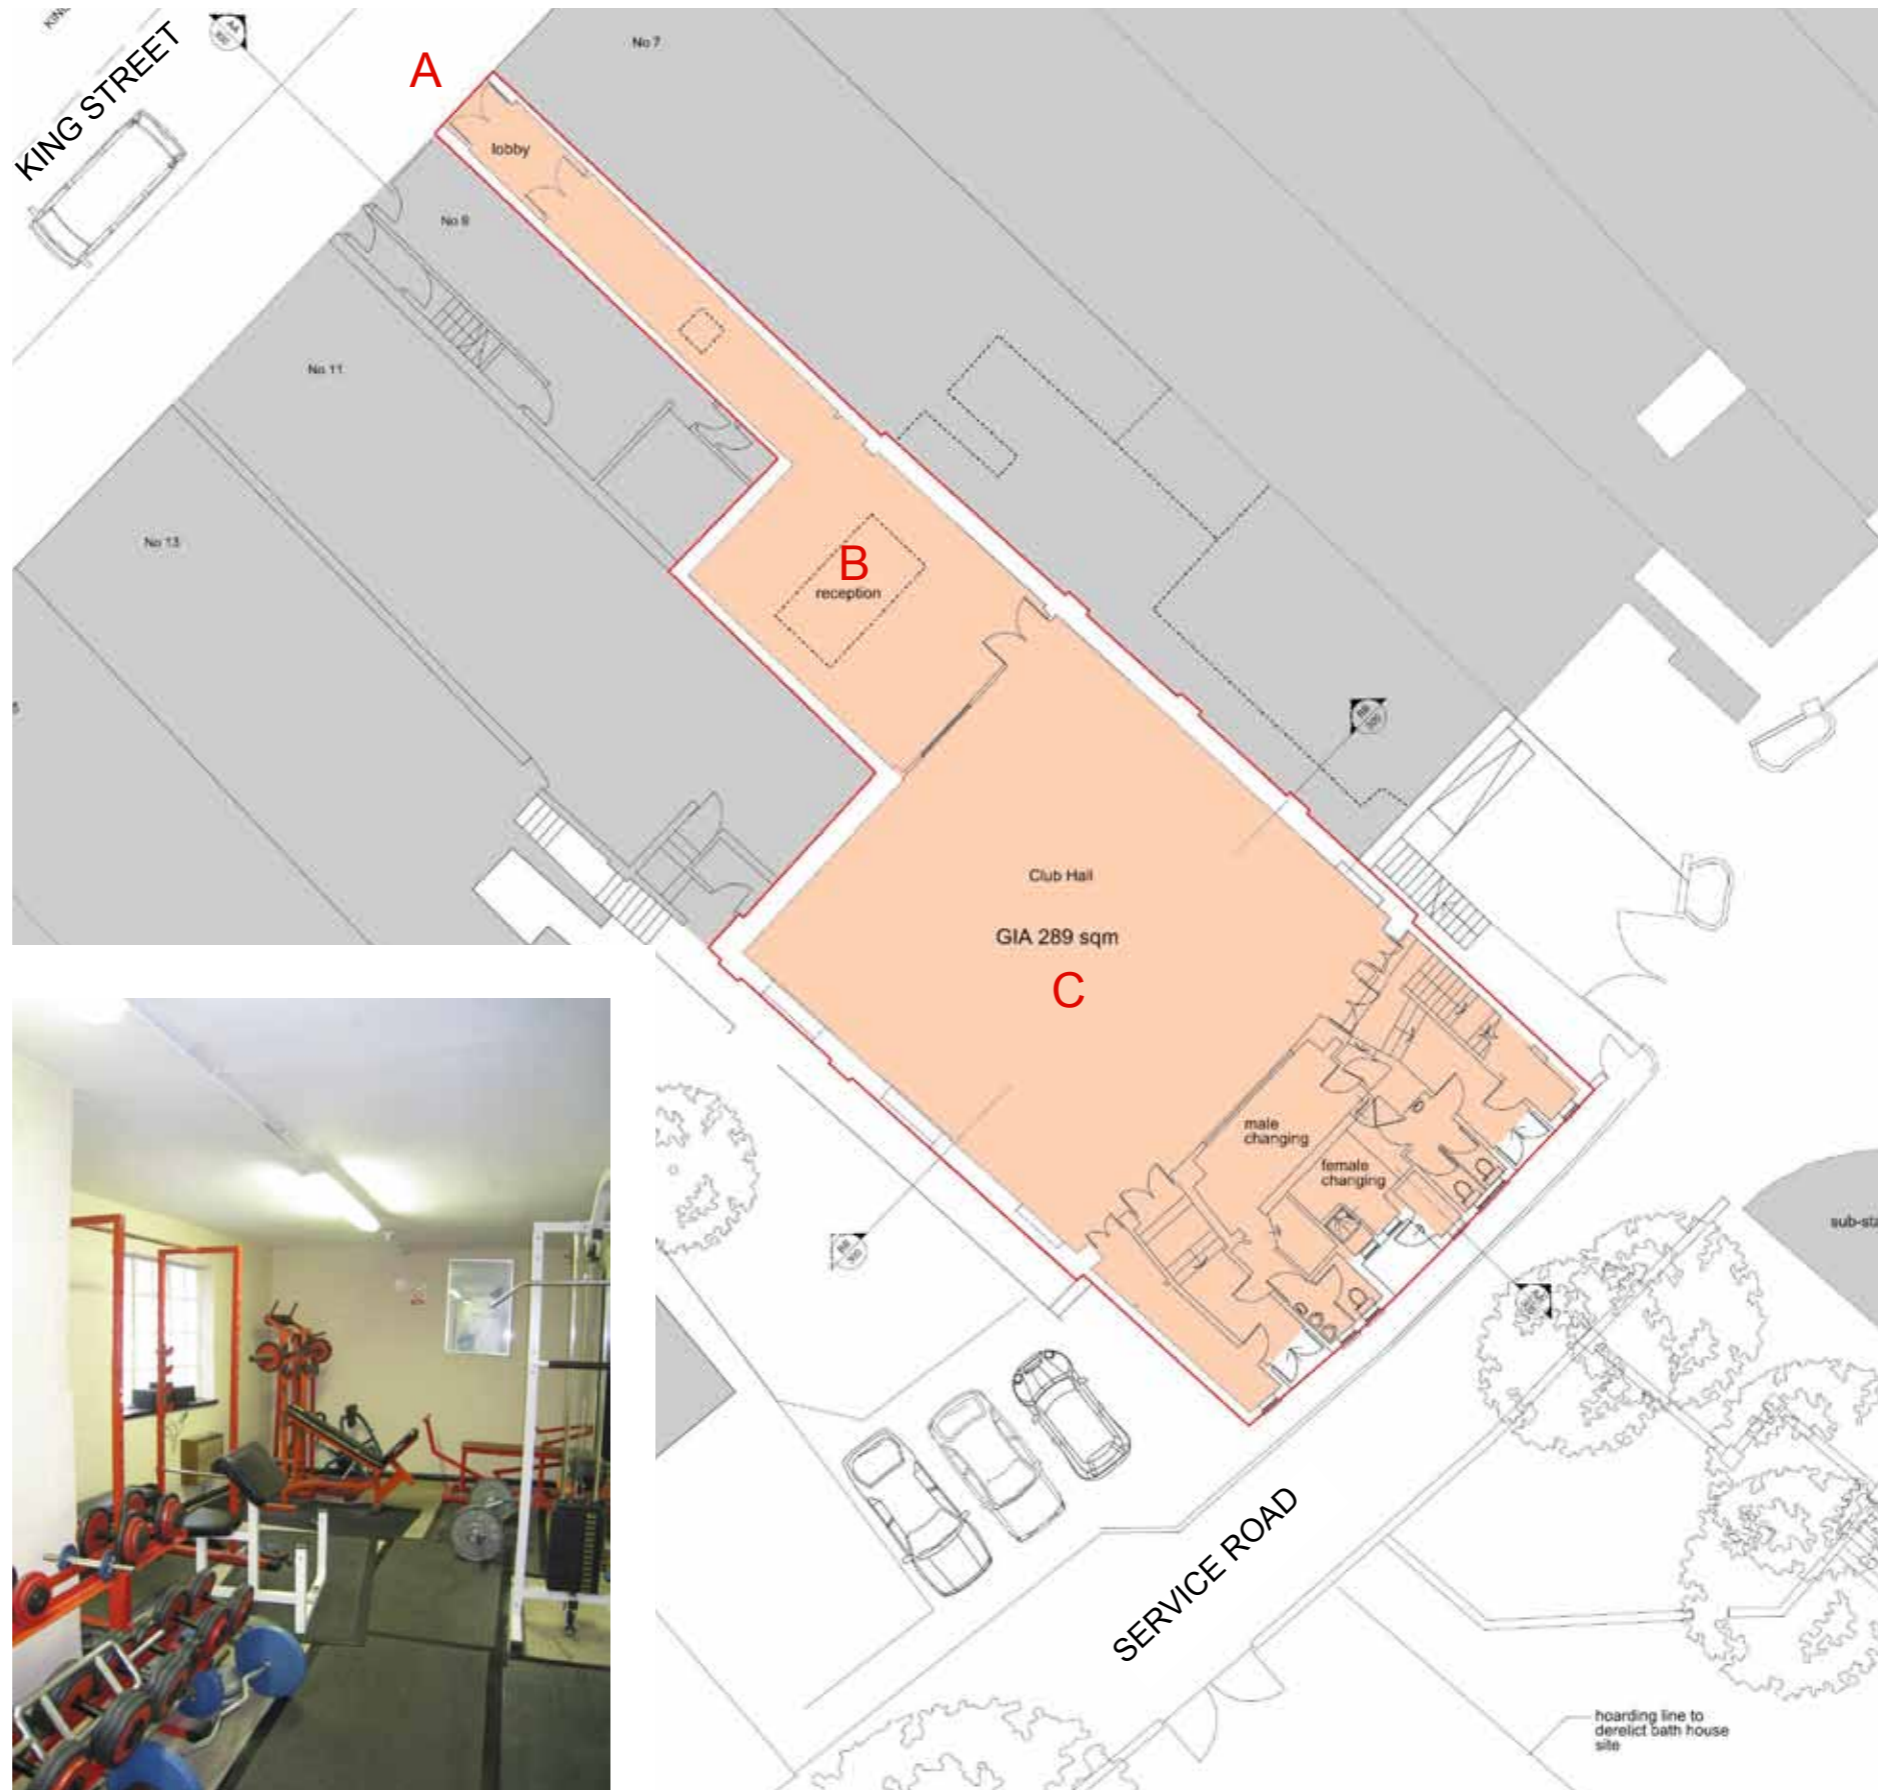 KING STREET
No 7
A
lobby
No 9
No 11
No 13
B
reception
Club Hall
GIA 289 sqm
C
male
changing
female
changing
SERVICE ROAD
hoarding line to
derelict bath house
site